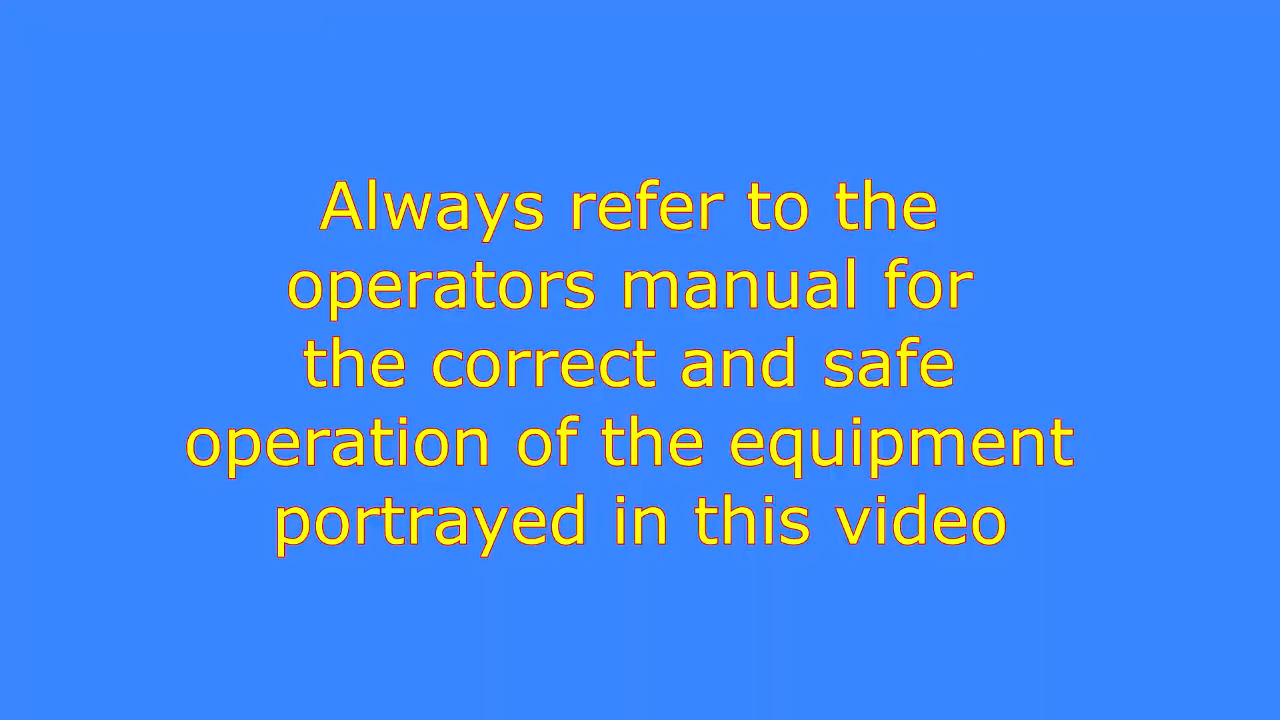 Always refer to the
operators manual for
the correct and safe
operation of the equipment
portrayed in this video